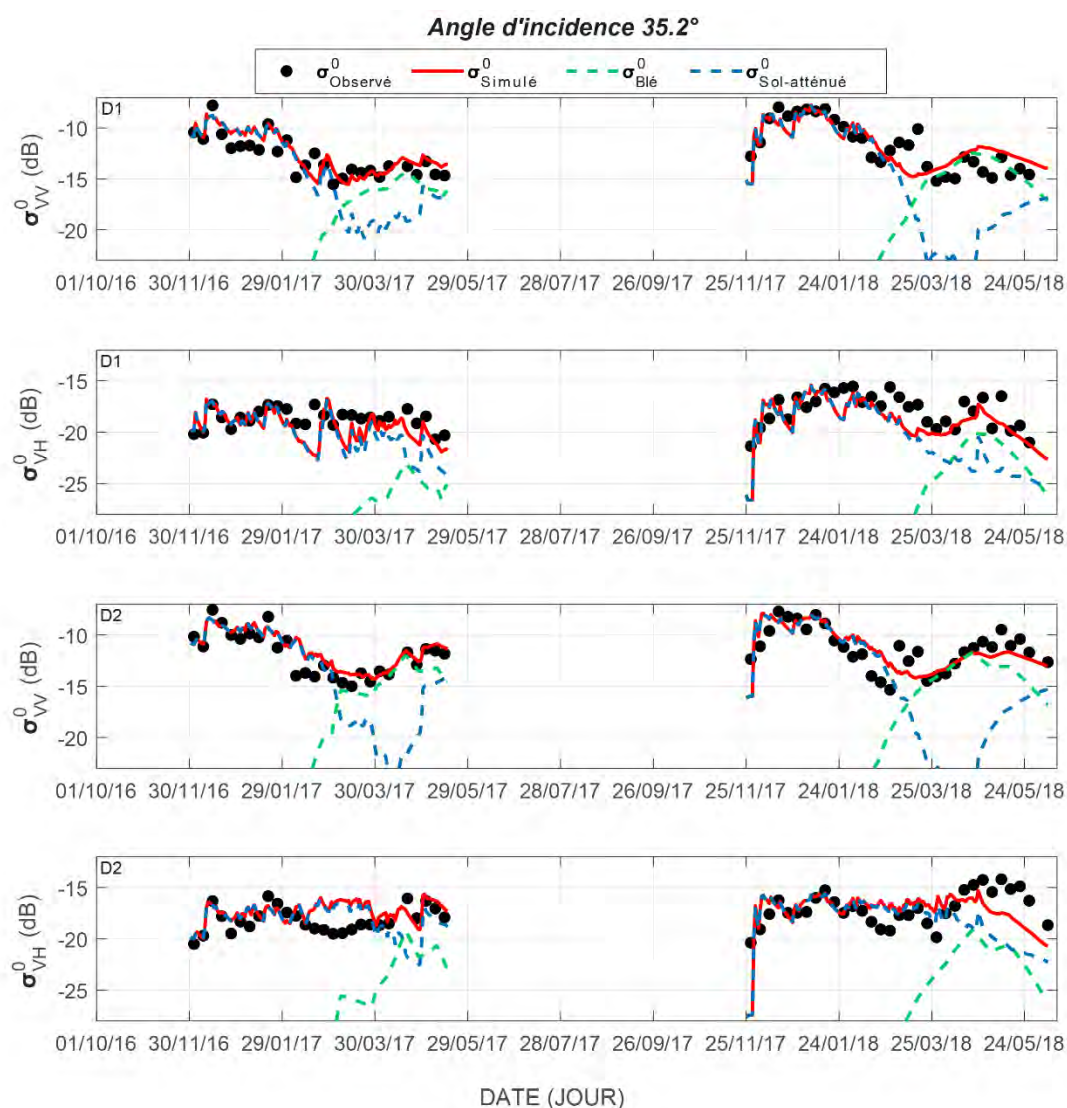 Angle d'incidence 35.2°
σ⁰Observé σ⁰Simulé σ⁰Blé σ⁰Sol-atténué
D1
-10
-15
-20
σ⁰VV (dB)
01/10/16 30/11/16 29/01/17 30/03/17 29/05/17 28/07/17 26/09/17 25/11/17 24/01/18 25/03/18 24/05/18
D1
-15
-20
-25
σ⁰VH (dB)
01/10/16 30/11/16 29/01/17 30/03/17 29/05/17 28/07/17 26/09/17 25/11/17 24/01/18 25/03/18 24/05/18
D2
-10
-15
-20
σ⁰VV (dB)
01/10/16 30/11/16 29/01/17 30/03/17 29/05/17 28/07/17 26/09/17 25/11/17 24/01/18 25/03/18 24/05/18
D2
-15
-20
-25
σ⁰VH (dB)
01/10/16 30/11/16 29/01/17 30/03/17 29/05/17 28/07/17 26/09/17 25/11/17 24/01/18 25/03/18 24/05/18
DATE (JOUR)